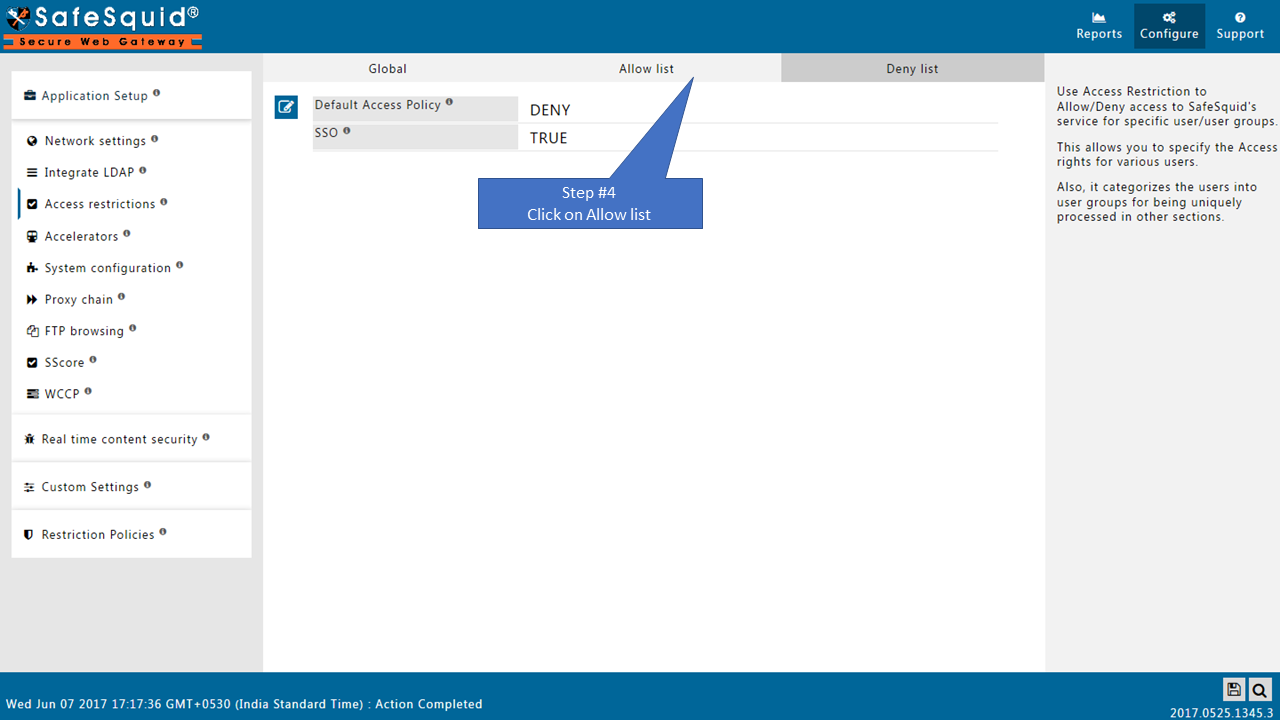 SafeSquid®
Secure Web Gateway
Reports
Configure
Support
Application Setup
Network settings
Integrate LDAP
Access restrictions
Accelerators
System configuration
Proxy chain
FTP browsing
SScore
WCCP
Real time content security
Custom Settings
Restriction Policies
Global
Allow list
Deny list
Default Access Policy
DENY
SSO
TRUE
Step #4
Click on Allow list
Use Access Restriction to
Allow/Deny access to SafeSquid's
service for specific user/user groups.
This allows you to specify the Access
rights for various users.
Also, it categorizes the users into
user groups for being uniquely
processed in other sections.
Wed Jun 07 2017 17:17:36 GMT+0530 (India Standard Time) : Action Completed
2017.0525.1345.3